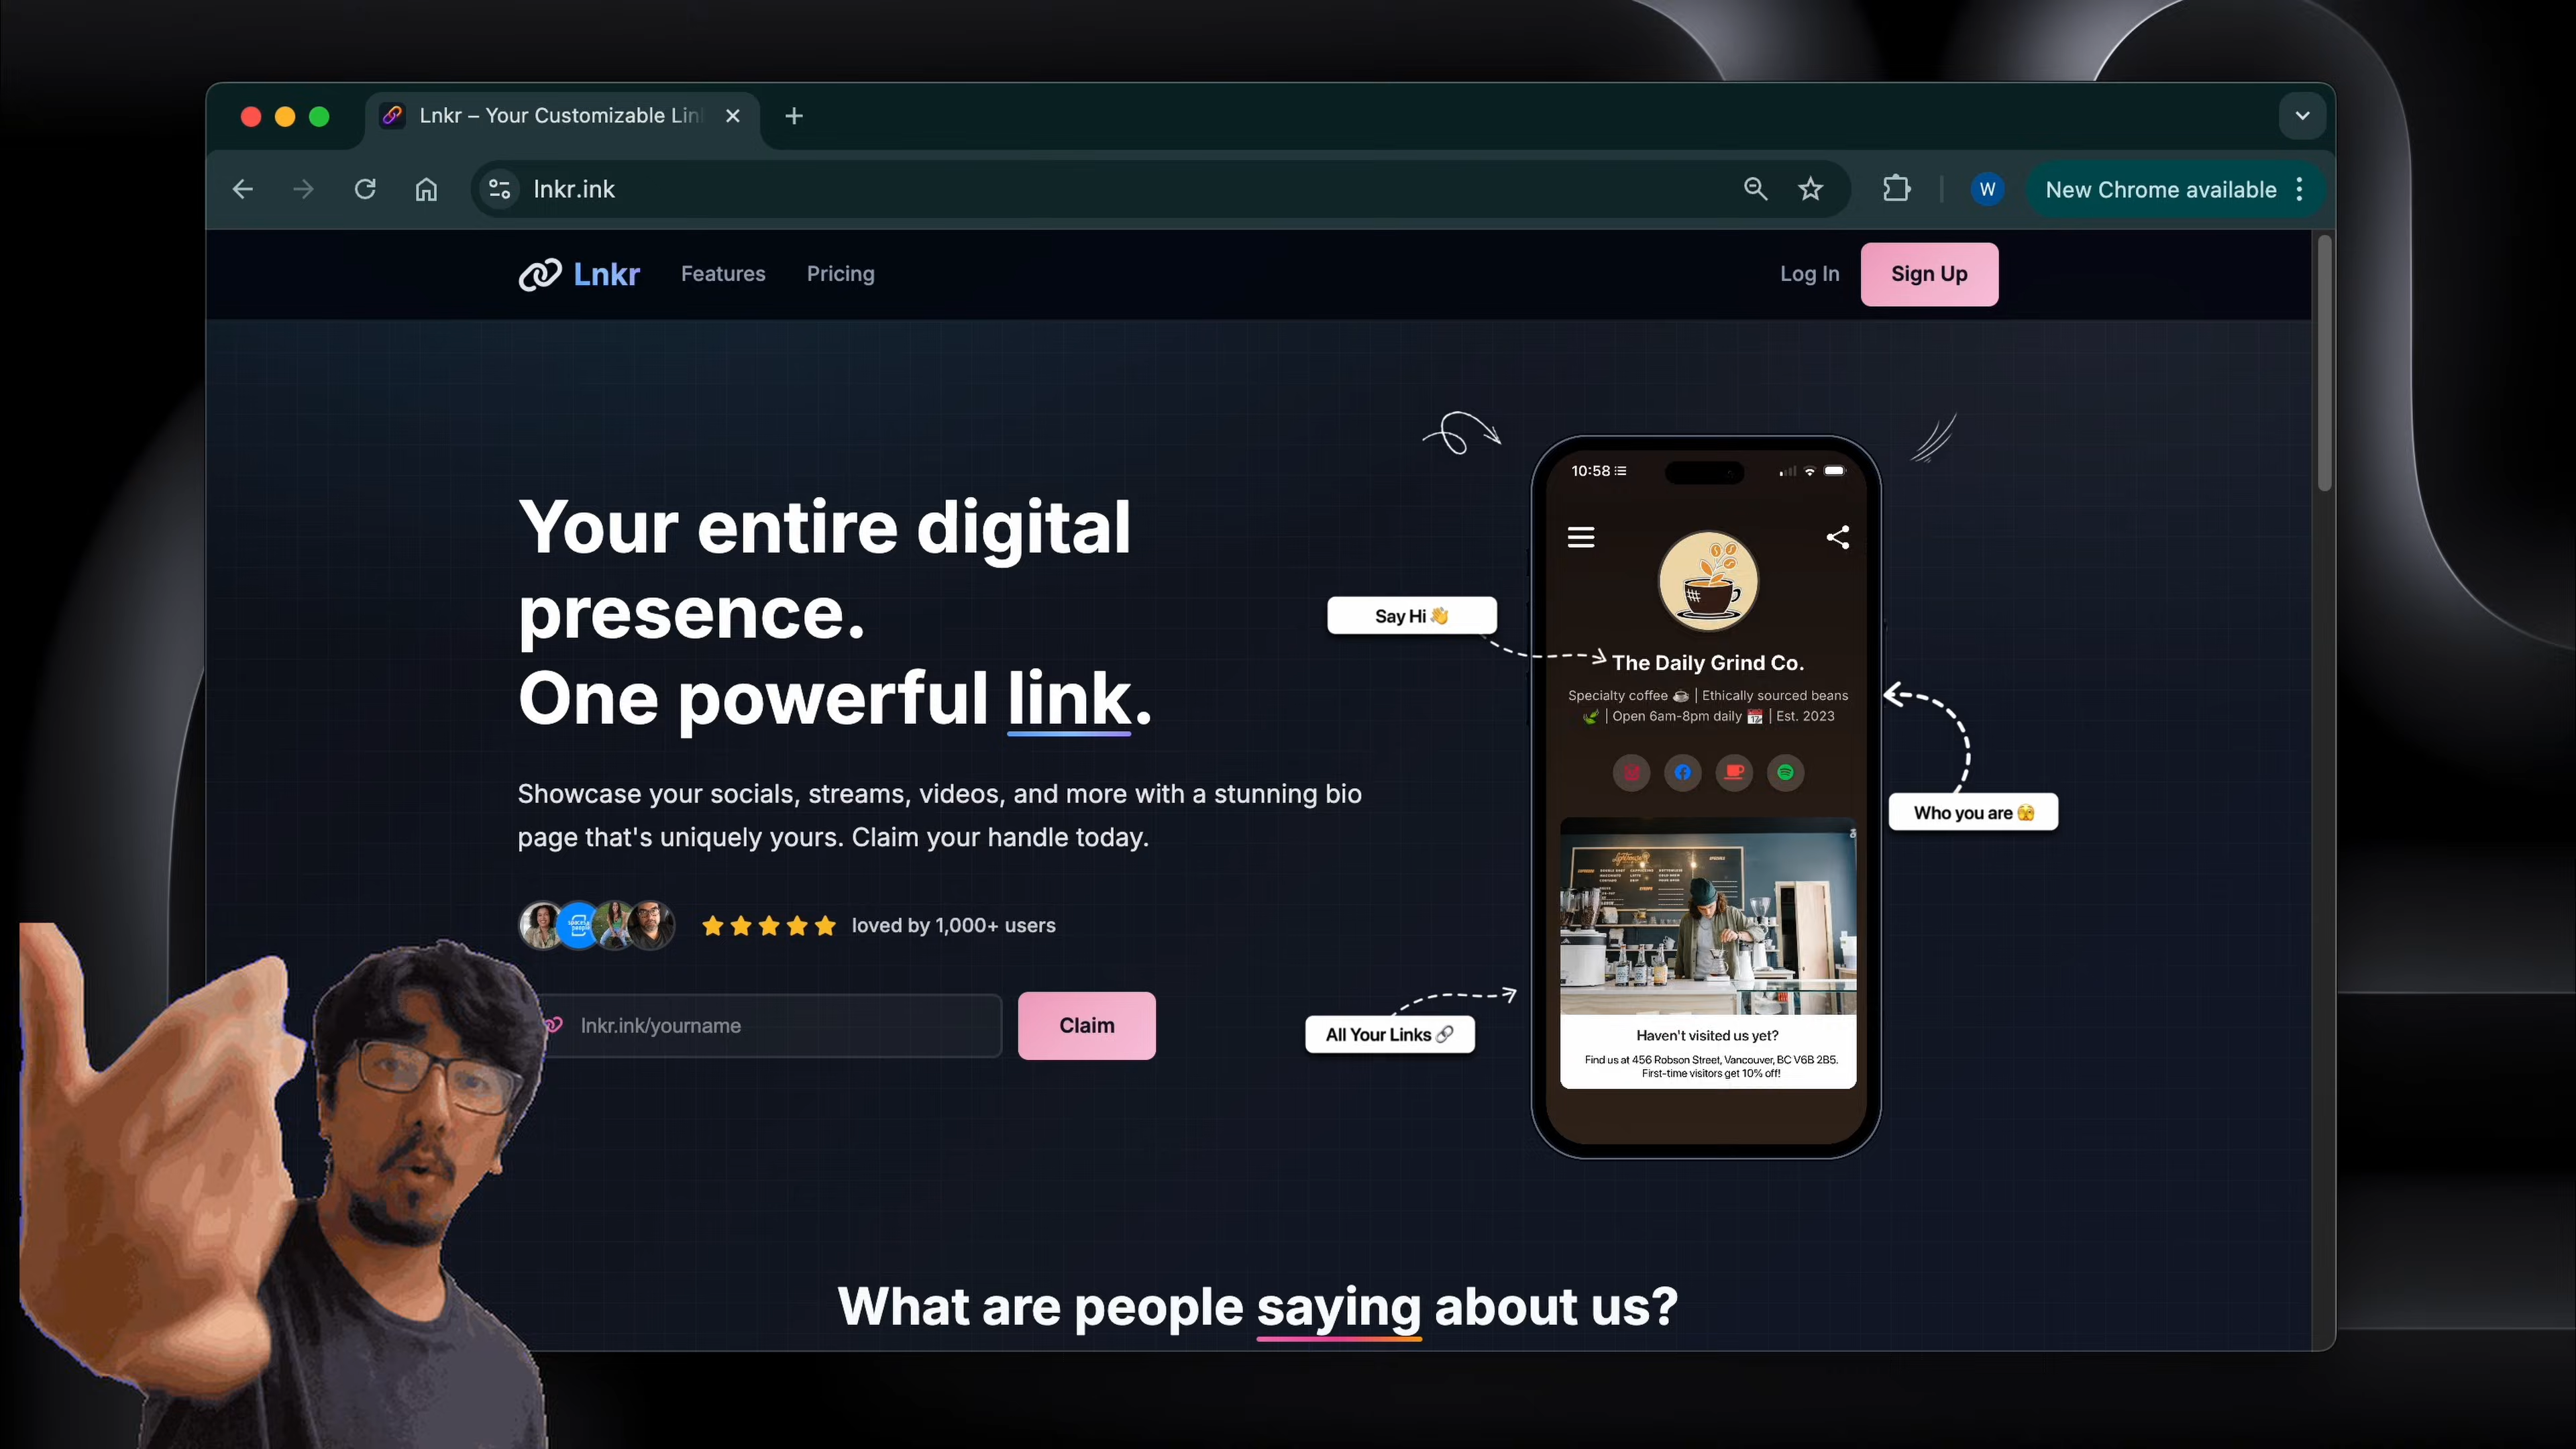 Lnkr – Your Customizable Lin
lnkr.ink
W
New Chrome available
Lnkr
Features
Pricing
Log In
Sign Up
Your entire digital
presence.
One powerful link.
Showcase your socials, streams, videos, and more with a stunning bio
page that's uniquely yours. Claim your handle today.
loved by 1,000+ users
lnkr.ink/yourname
Claim
10:58
Say Hi 👋
The Daily Grind Co.
Specialty coffee ☕ | Ethically sourced beans
🌿 | Open 6am-8pm daily 📅 | Est. 2023
Who you are 🫣
All Your Links 🔗
Haven't visited us yet?
Find us at 456 Robson Street, Vancouver, BC V6B 2B5.
First-time visitors get 10% off!
What are people saying about us?